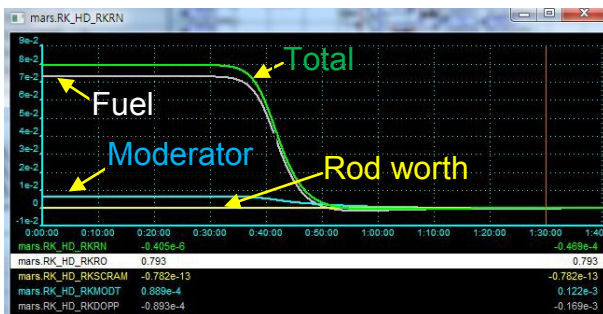 mars.RK_HD_RKRN
9e-2
8e-2
7e-2
6e-2
5e-2
4e-2
3e-2
2e-2
1e-2
0
-1e-2
Total
Fuel
Moderator
Rod worth
0:00:00 0:10:00 0:20:00 0:30:00 0:40:00 0:50:00 1:00:00 1:10:00 1:20:00 1:30:00 1:40
mars.RK_HD_RKRN -0.405e-6 -0.469e-4
mars.RK_HD_RKRO 0.793 0.793
mars.RK_HD_RKSCRAM -0.782e-13 -0.782e-13
mars.RK_HD_RKMODT 0.889e-4 0.122e-3
mars.RK_HD_RKDOPP -0.893e-4 -0.169e-3